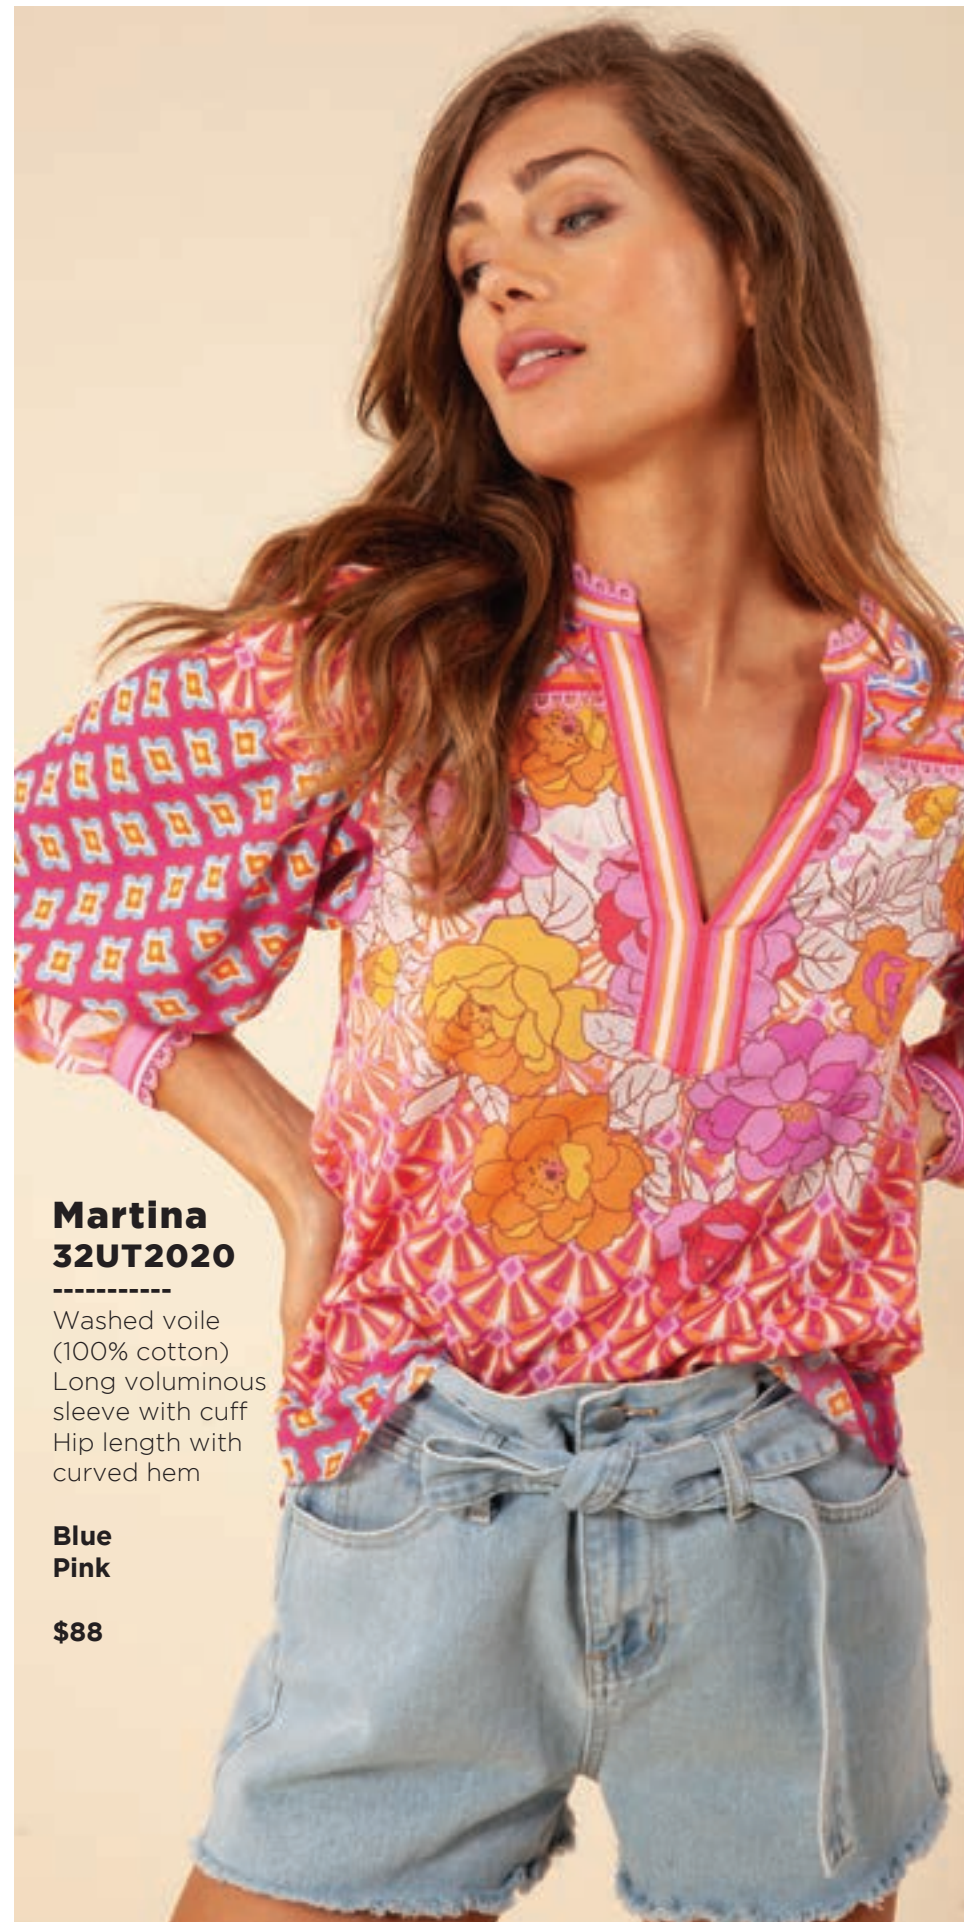 Martina
32UT2020
-----------
Washed voile
(100% cotton)
Long voluminous
sleeve with cuff
Hip length with
curved hem
Blue
Pink
$88